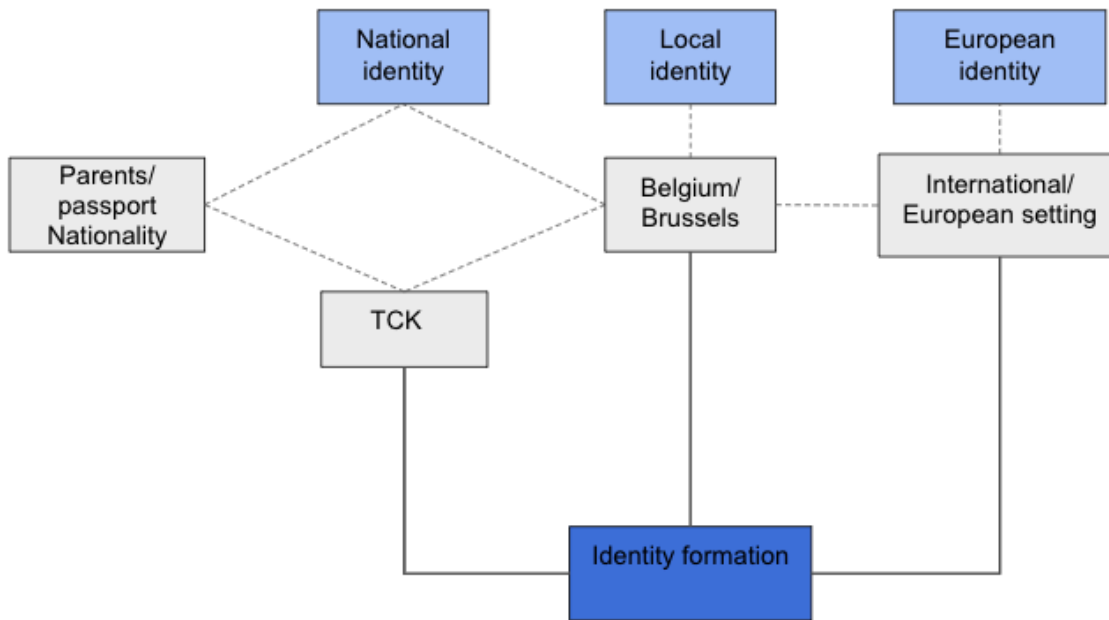 National
identity
Local
identity
European
identity
Parents/
passport
Nationality
Belgium/
Brussels
International/
European setting
TCK
Identity formation